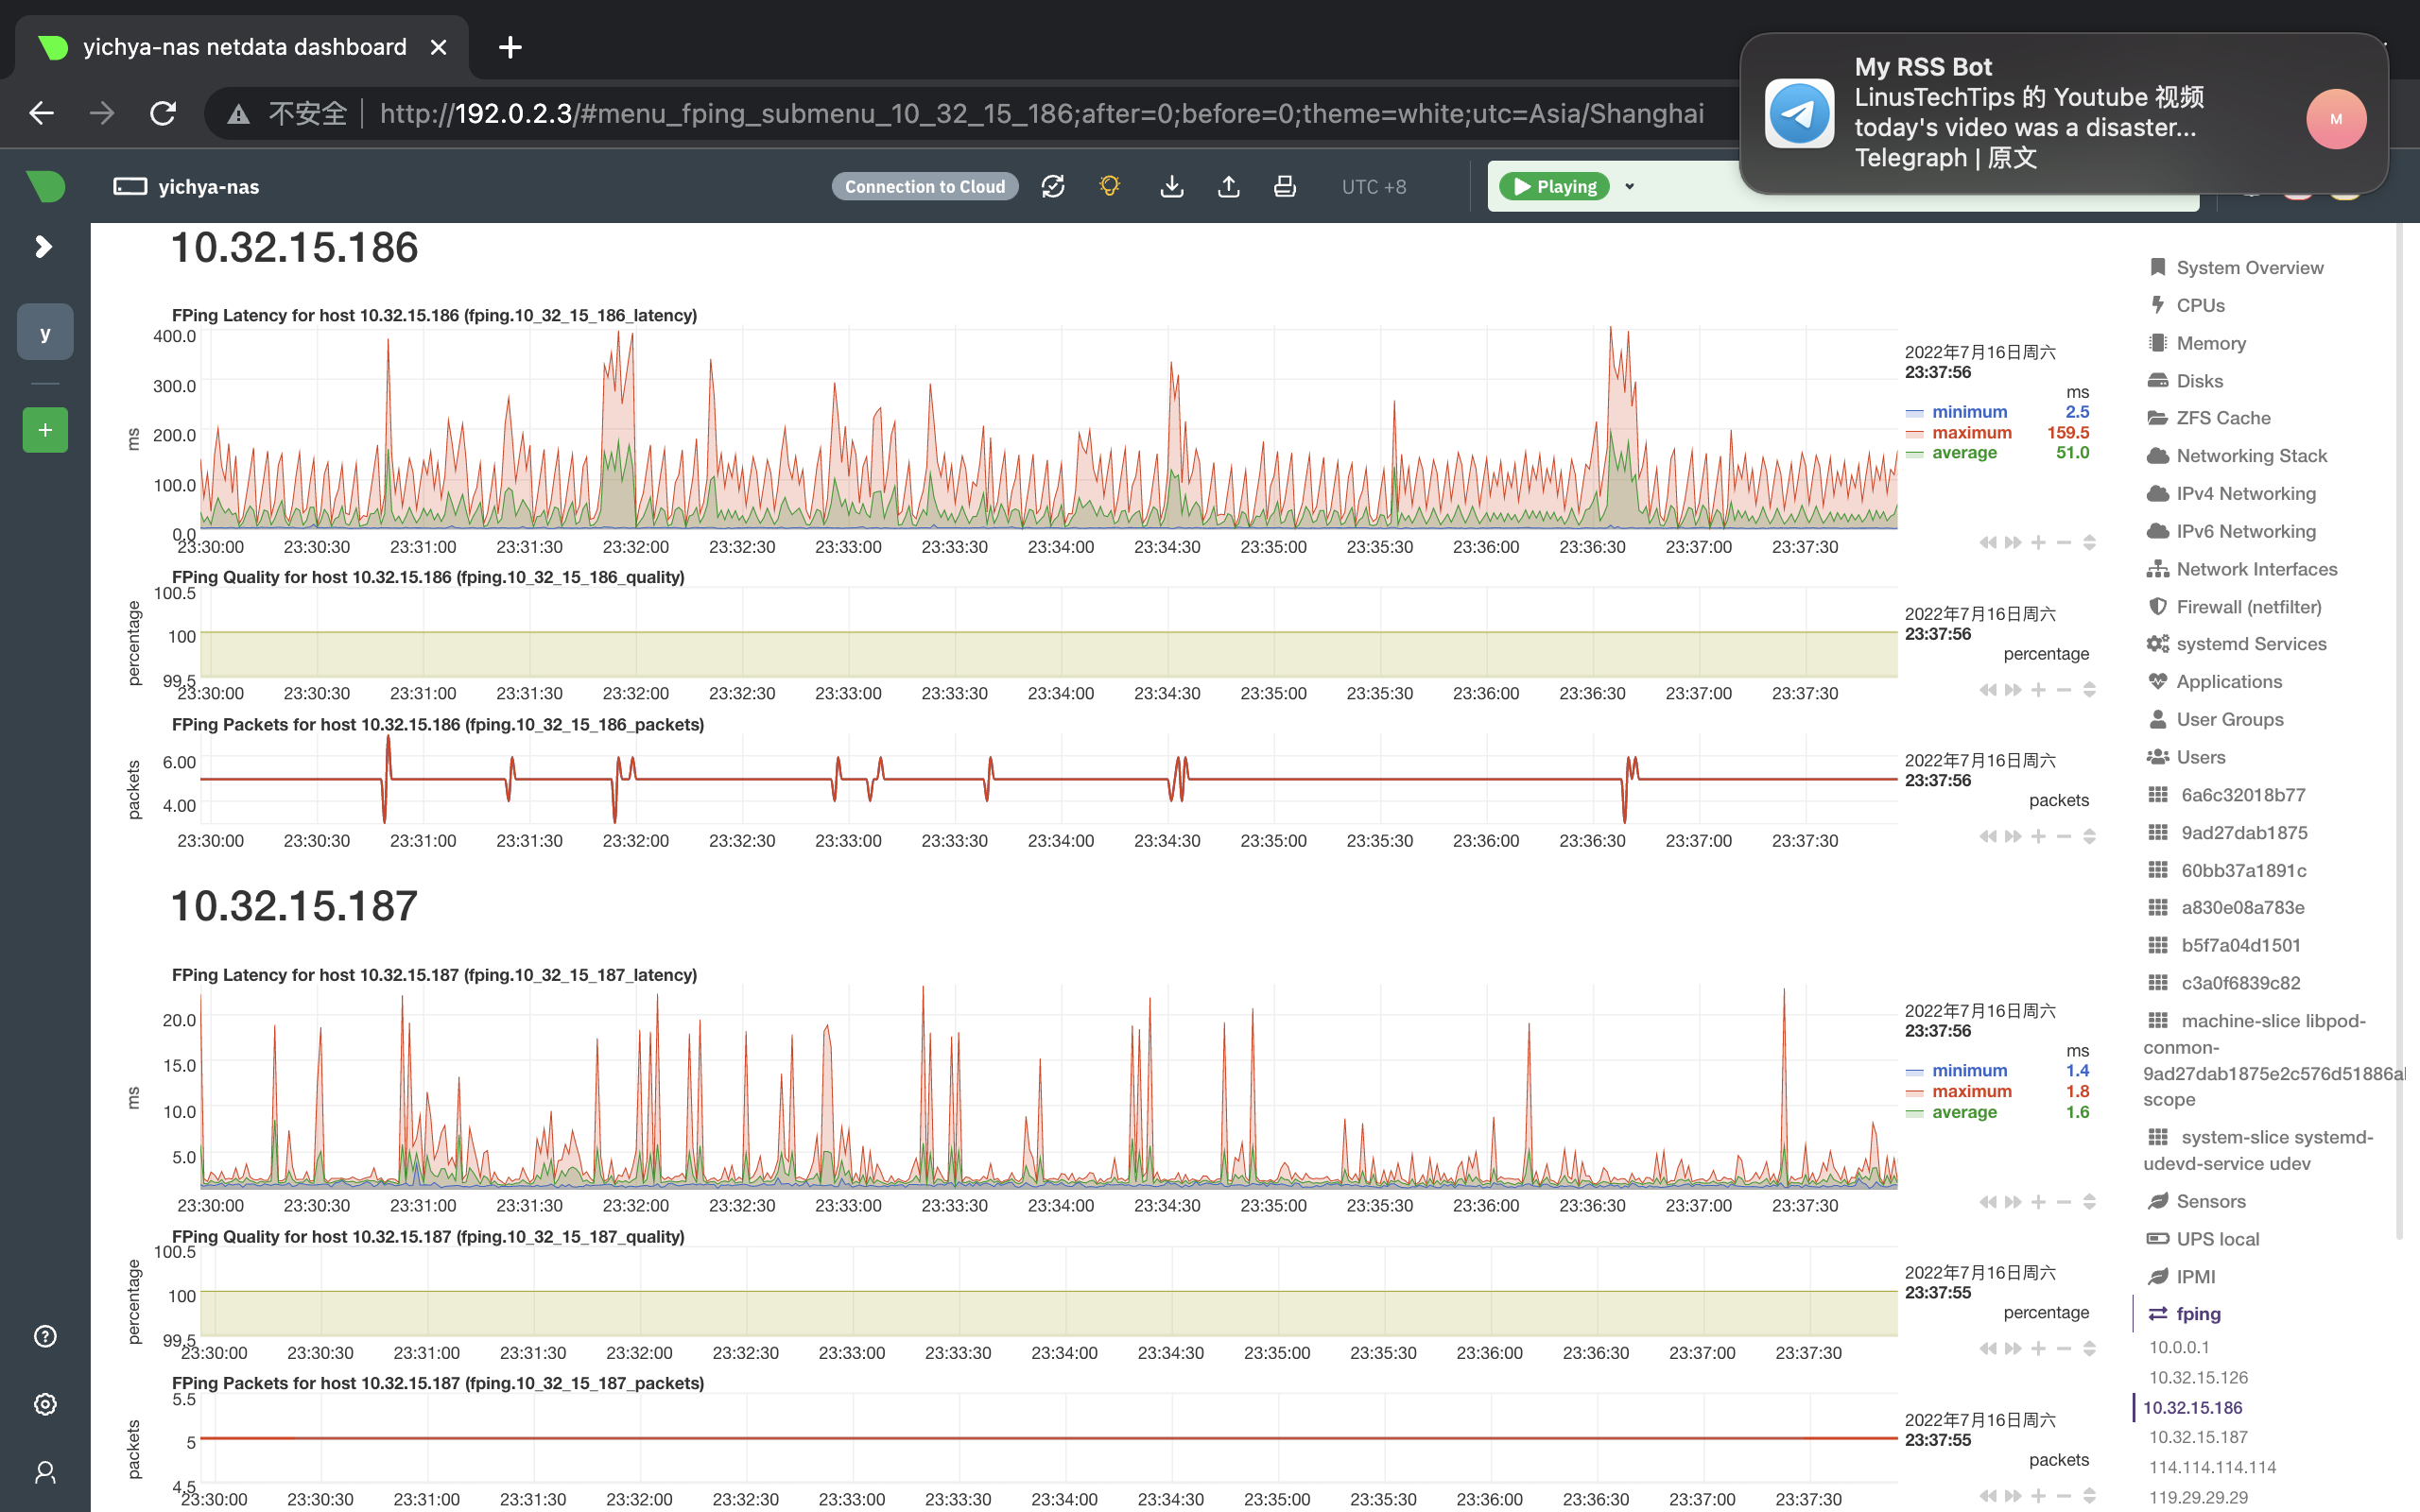 yichya-nas netdata dashboard
不安全
http://192.0.2.3/#menu_fping_submenu_10_32_15_186;after=0;before=0;theme=white;utc=Asia/Shanghai
My RSS Bot
LinusTechTips 的 Youtube 视频
today's video was a disaster...
Telegraph | 原文
M
yichya-nas
Connection to Cloud
UTC +8
Playing
y
10.32.15.186
FPing Latency for host 10.32.15.186 (fping.10_32_15_186_latency)
ms
400.0
300.0
200.0
100.0
0.0
23:30:00 23:30:30 23:31:00 23:31:30 23:32:00 23:32:30 23:33:00 23:33:30 23:34:00 23:34:30 23:35:00 23:35:30 23:36:00 23:36:30 23:37:00 23:37:30
2022年7月16日周六
23:37:56
ms
minimum 2.5
maximum 159.5
average 51.0
FPing Quality for host 10.32.15.186 (fping.10_32_15_186_quality)
percentage
100.5
100
99.5
23:30:00 23:30:30 23:31:00 23:31:30 23:32:00 23:32:30 23:33:00 23:33:30 23:34:00 23:34:30 23:35:00 23:35:30 23:36:00 23:36:30 23:37:00 23:37:30
2022年7月16日周六
23:37:56
percentage
FPing Packets for host 10.32.15.186 (fping.10_32_15_186_packets)
packets
6.00
4.00
23:30:00 23:30:30 23:31:00 23:31:30 23:32:00 23:32:30 23:33:00 23:33:30 23:34:00 23:34:30 23:35:00 23:35:30 23:36:00 23:36:30 23:37:00 23:37:30
2022年7月16日周六
23:37:56
packets
10.32.15.187
FPing Latency for host 10.32.15.187 (fping.10_32_15_187_latency)
ms
20.0
15.0
10.0
5.0
23:30:00 23:30:30 23:31:00 23:31:30 23:32:00 23:32:30 23:33:00 23:33:30 23:34:00 23:34:30 23:35:00 23:35:30 23:36:00 23:36:30 23:37:00 23:37:30
2022年7月16日周六
23:37:56
ms
minimum 1.4
maximum 1.8
average 1.6
FPing Quality for host 10.32.15.187 (fping.10_32_15_187_quality)
percentage
100.5
100
99.5
23:30:00 23:30:30 23:31:00 23:31:30 23:32:00 23:32:30 23:33:00 23:33:30 23:34:00 23:34:30 23:35:00 23:35:30 23:36:00 23:36:30 23:37:00 23:37:30
2022年7月16日周六
23:37:55
percentage
FPing Packets for host 10.32.15.187 (fping.10_32_15_187_packets)
packets
5.5
5
4.5
23:30:00 23:30:30 23:31:00 23:31:30 23:32:00 23:32:30 23:33:00 23:33:30 23:34:00 23:34:30 23:35:00 23:35:30 23:36:00 23:36:30 23:37:00 23:37:30
2022年7月16日周六
23:37:55
packets
System Overview
CPUs
Memory
Disks
ZFS Cache
Networking Stack
IPv4 Networking
IPv6 Networking
Network Interfaces
Firewall (netfilter)
systemd Services
Applications
User Groups
Users
6a6c32018b77
9ad27dab1875
60bb37a1891c
a830e08a783e
b5f7a04d1501
c3a0f6839c82
machine-slice libpod-
conmon-
9ad27dab1875e2c576d51886a
scope
system-slice systemd-
udevd-service udev
Sensors
UPS local
IPMI
fping
10.0.0.1
10.32.15.126
10.32.15.186
10.32.15.187
114.114.114.114
119.29.29.29